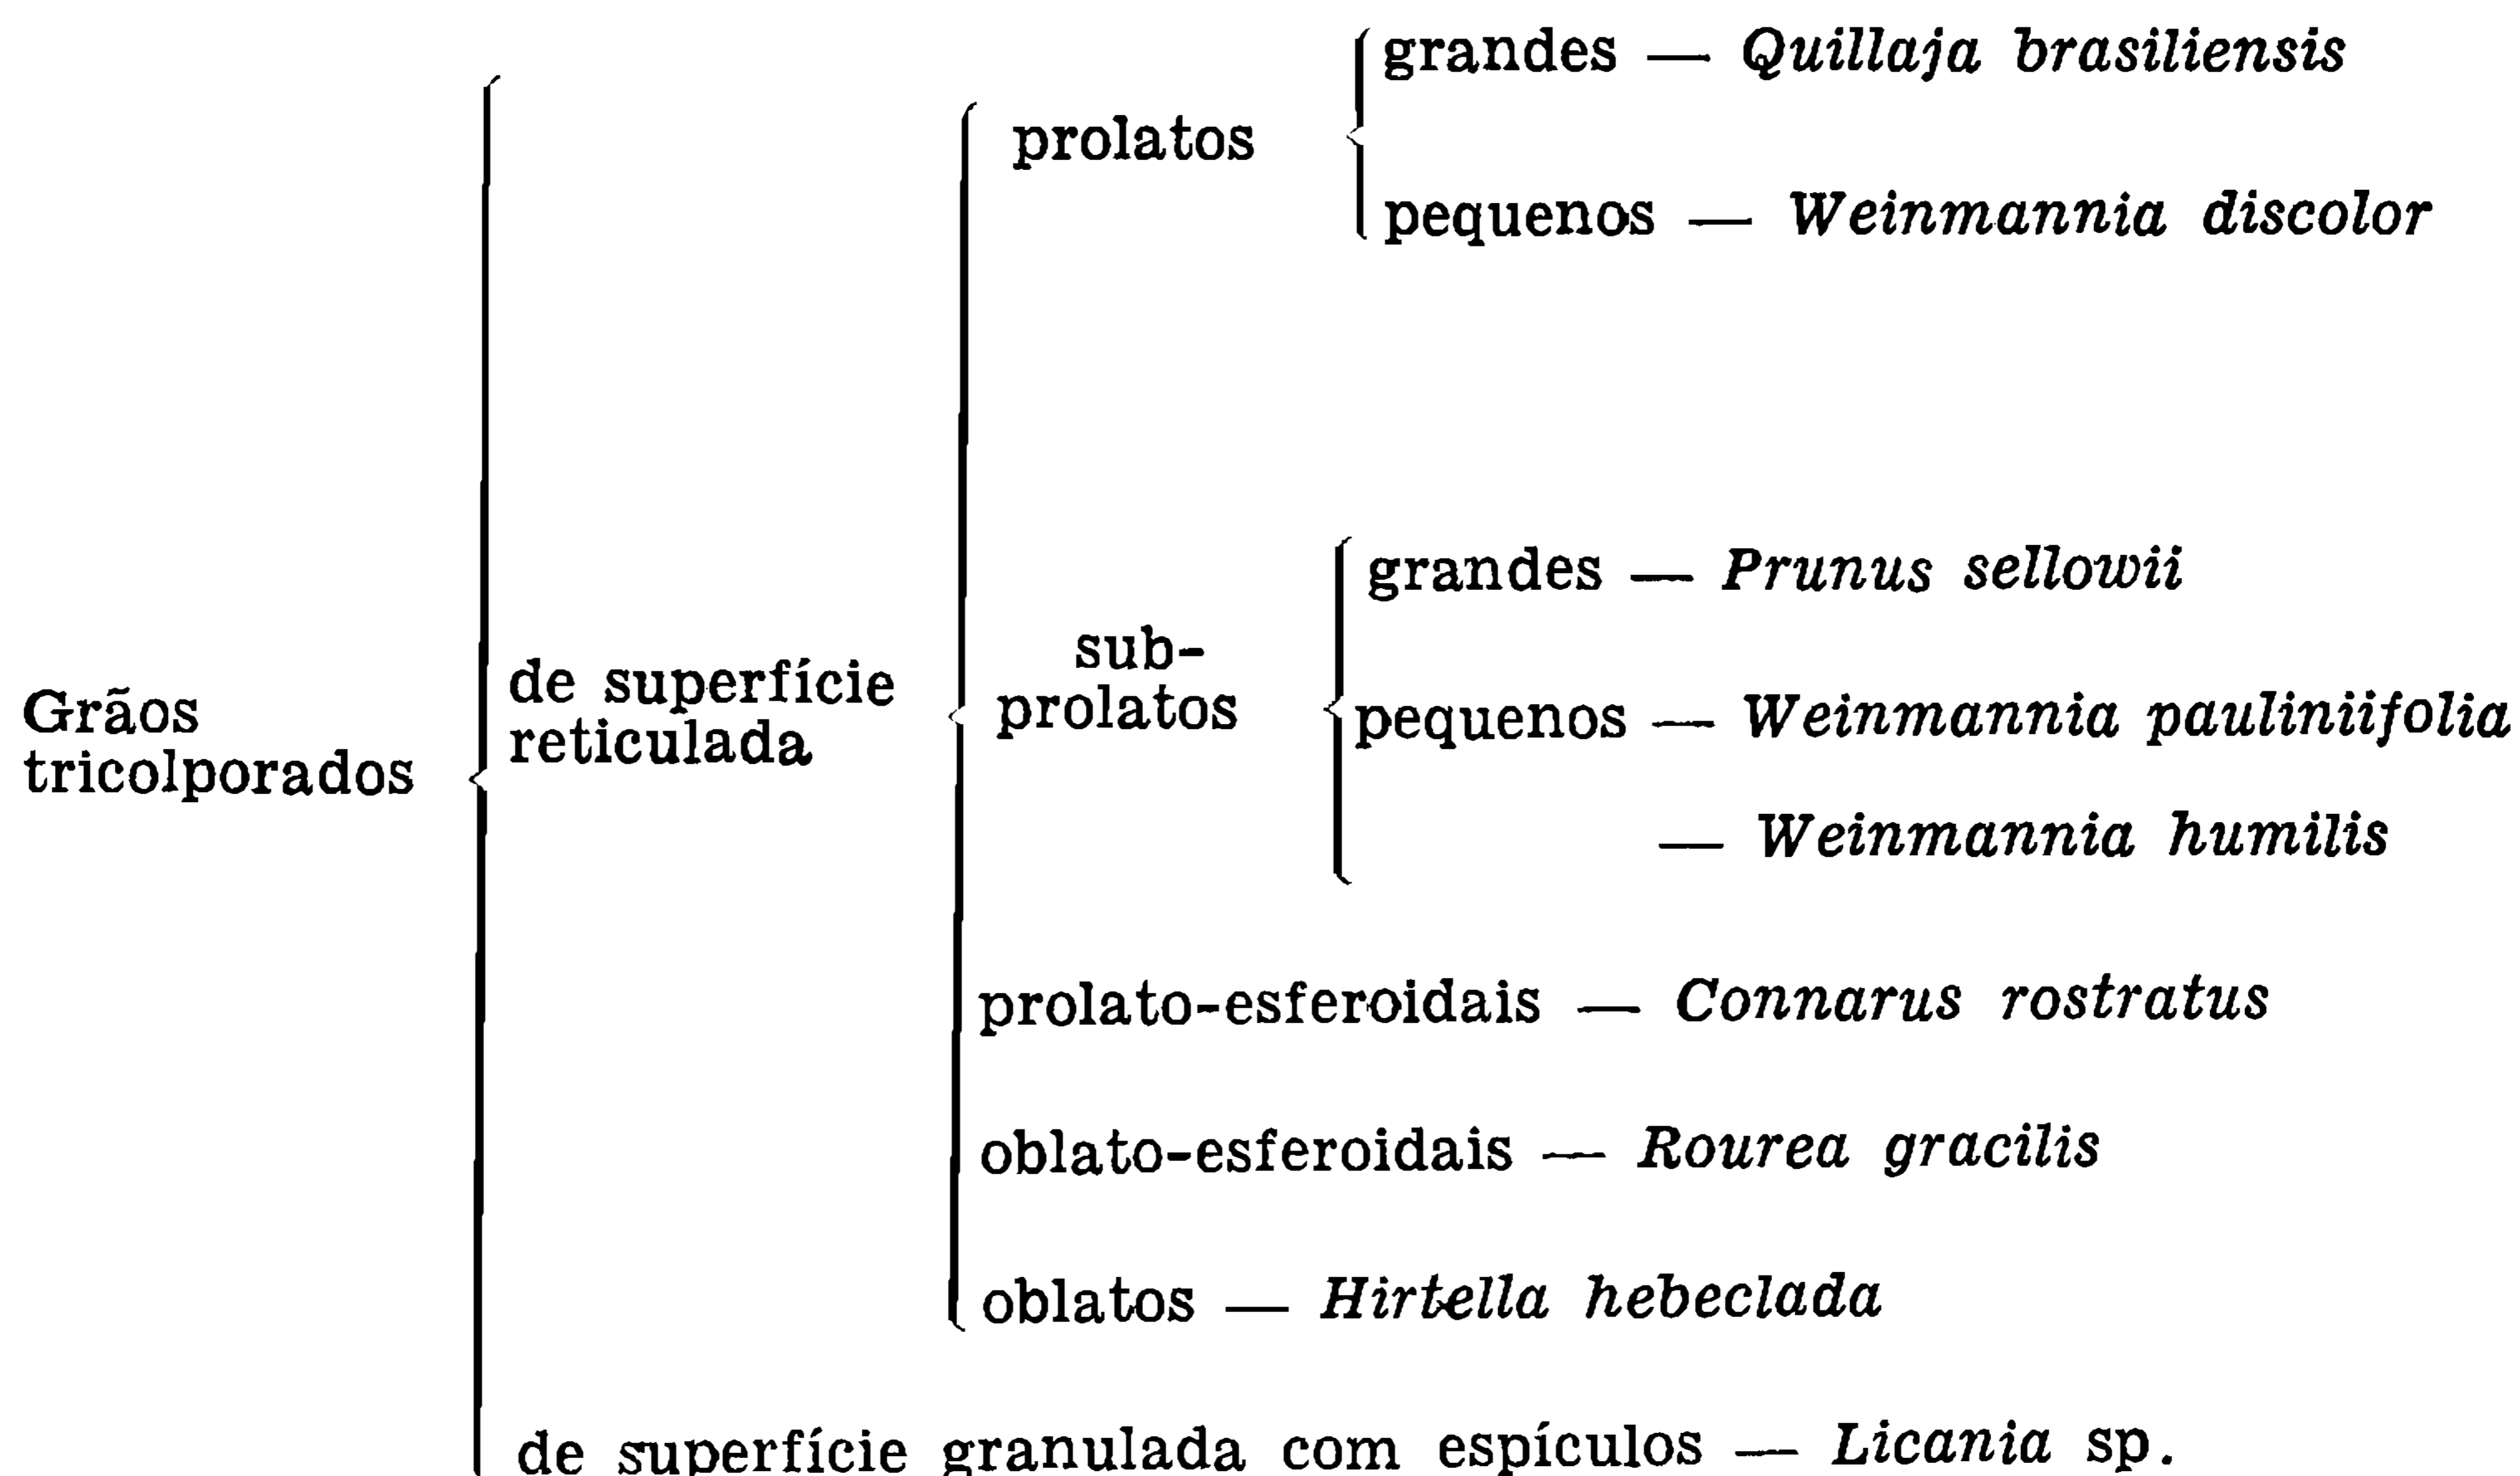 grandes — Quillaja brasiliensis
prolatos
pequenos — Weinmannia discolor
grandes — Prunus sellowii
sub-
prolatos
pequenos — Weinmannia pauliniifolia
— Weinmannia humilis
de superfície
reticulada
Grãos
tricolporados
prolato-esferoidais — Connarus rostratus
oblato-esferoidais — Rourea gracilis
oblatos — Hirtella hebeclada
de superfície granulada com espículos — Licania sp.